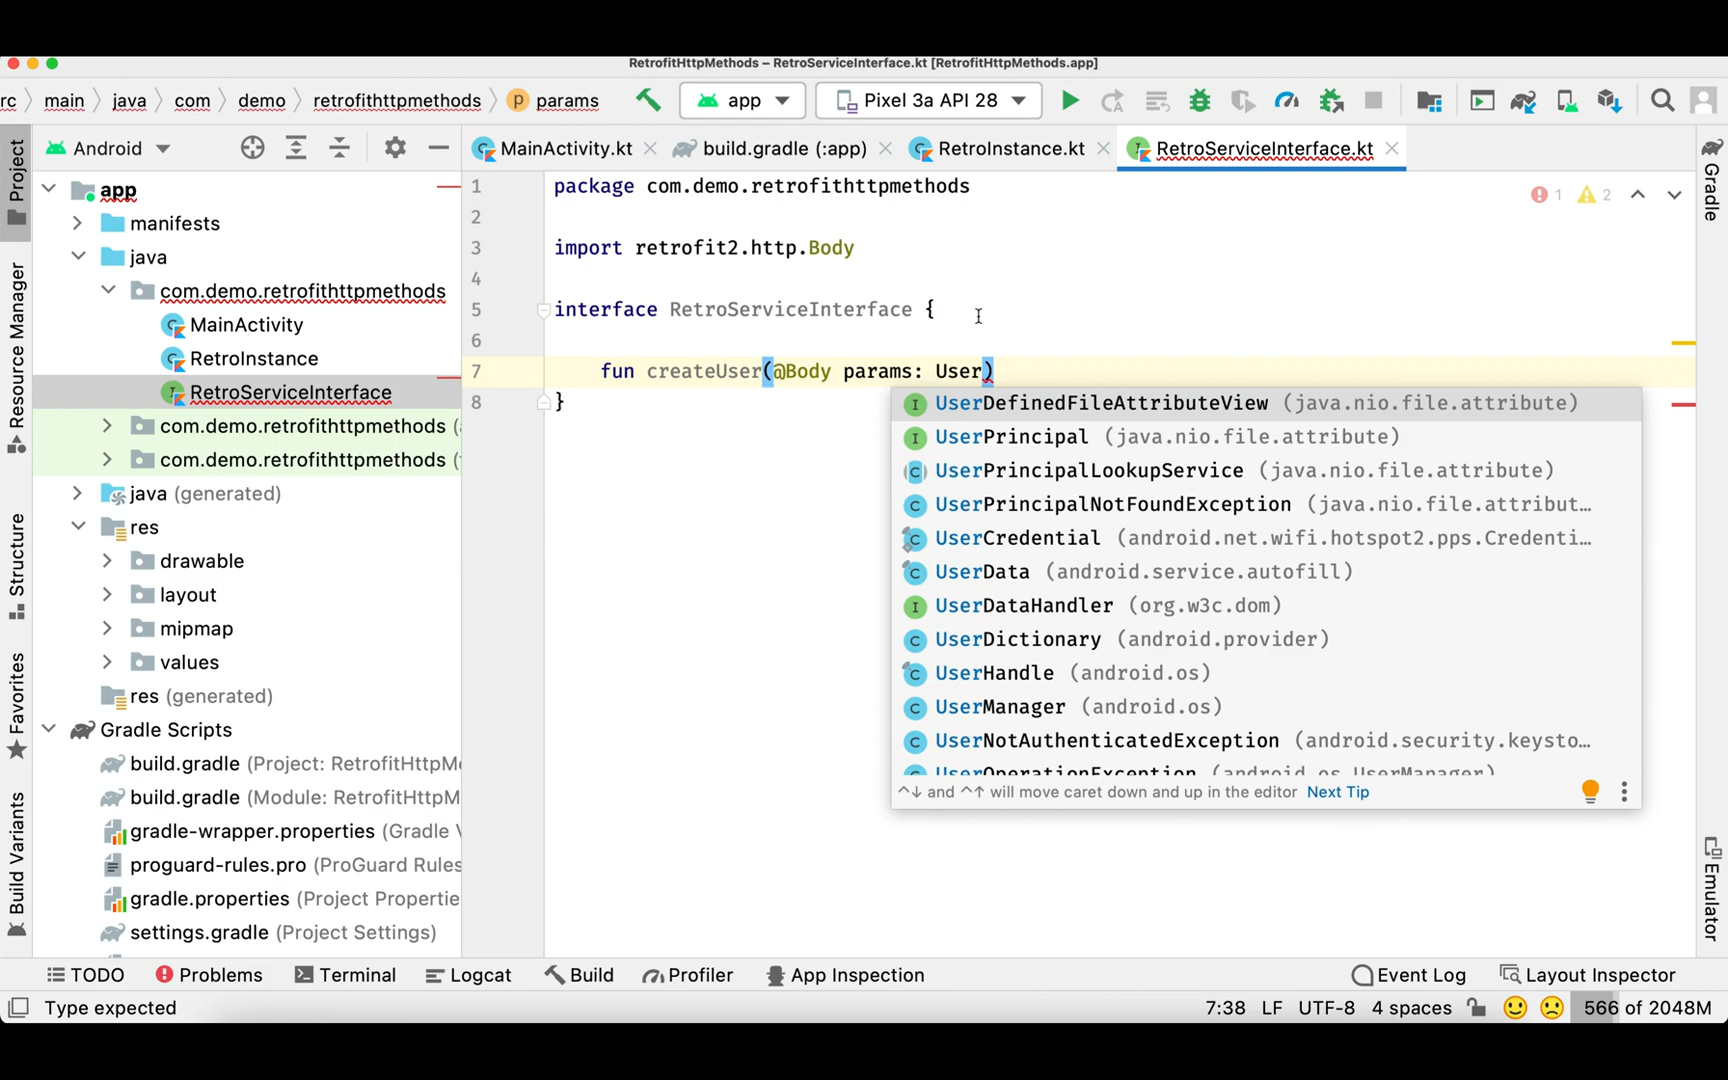 RetrofitHttpMethods – RetroServiceInterface.kt [RetrofitHttpMethods.app]
rc main java com demo retrofithttpmethods params app Pixel 3a API 28
Android
MainActivity.kt build.gradle (:app) RetroInstance.kt RetroServiceInterface.kt
Project
Resource Manager
Structure
Favorites
Build Variants
app
manifests
java
com.demo.retrofithttpmethods
MainActivity
RetroInstance
RetroServiceInterface
com.demo.retrofithttpmethods
com.demo.retrofithttpmethods
java (generated)
res
drawable
layout
mipmap
values
res (generated)
Gradle Scripts
build.gradle (Project: RetrofitHttpM
build.gradle (Module: RetrofitHttpM
gradle-wrapper.properties (Gradle V
proguard-rules.pro (ProGuard Rules
gradle.properties (Project Propertie
settings.gradle (Project Settings)
1 package com.demo.retrofithttpmethods
2
3 import retrofit2.http.Body
4
5 interface RetroServiceInterface {
6
7 fun createUser(@Body params: User)
8 }
1 2
UserDefinedFileAttributeView (java.nio.file.attribute)
UserPrincipal (java.nio.file.attribute)
UserPrincipalLookupService (java.nio.file.attribute)
UserPrincipalNotFoundException (java.nio.file.attribut…
UserCredential (android.net.wifi.hotspot2.pps.Credenti…
UserData (android.service.autofill)
UserDataHandler (org.w3c.dom)
UserDictionary (android.provider)
UserHandle (android.os)
UserManager (android.os)
UserNotAuthenticatedException (android.security.keysto…
UserOperationException (android.os.UserManager)
^↓ and ^↑ will move caret down and up in the editor Next Tip
Gradle
Emulator
TODO Problems Terminal Logcat Build Profiler App Inspection Event Log Layout Inspector
Type expected 7:38 LF UTF-8 4 spaces 566 of 2048M